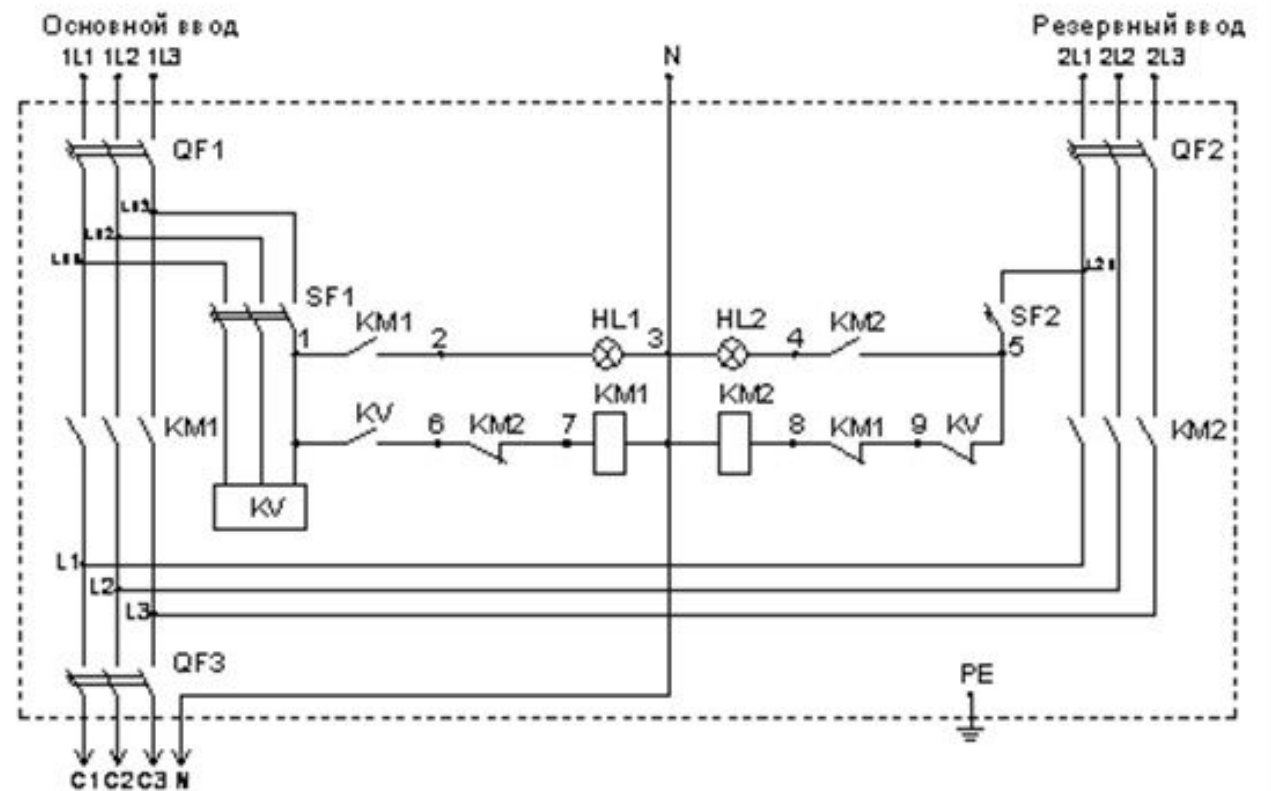 Основной ввод
Резервный ввод
1L1 1L2 1L3
N
2L1 2L2 2L3
QF1
QF2
SF1
SF2
1
KM1
2
HL1
3
HL2
4
KM2
5
KM1
KV
6
KM2
7
KM1
KM2
8
KM1
9
KV
KM2
KV
L1
L2
L3
QF3
PE
C1 C2 C3 N